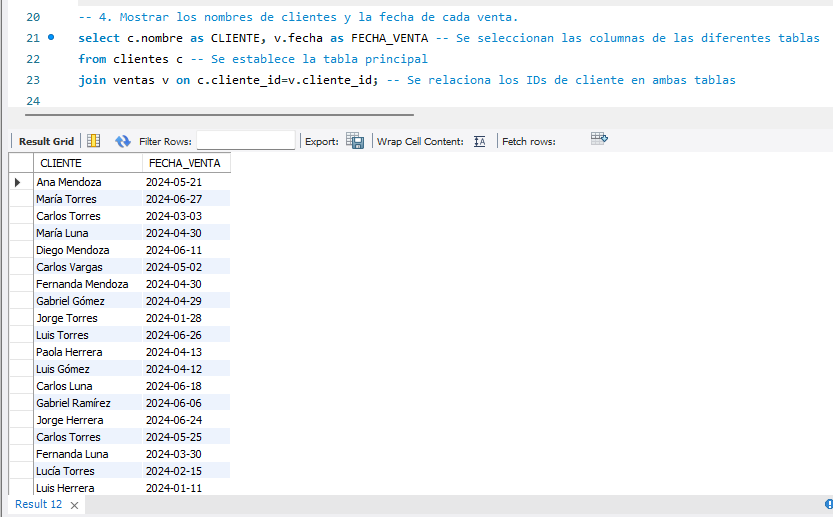 20 -- 4. Mostrar los nombres de clientes y la fecha de cada venta.
21 select c.nombre as CLIENTE, v.fecha as FECHA_VENTA -- Se seleccionan las columnas de las diferentes tablas
22 from clientes c -- Se establece la tabla principal
23 join ventas v on c.cliente_id=v.cliente_id; -- Se relaciona los IDs de cliente en ambas tablas
24
Result Grid Filter Rows: Export: Wrap Cell Content: Fetch rows:
CLIENTE FECHA_VENTA
Ana Mendoza 2024-05-21
María Torres 2024-06-27
Carlos Torres 2024-03-03
María Luna 2024-04-30
Diego Mendoza 2024-06-11
Carlos Vargas 2024-05-02
Fernanda Mendoza 2024-04-30
Gabriel Gómez 2024-04-29
Jorge Torres 2024-01-28
Luis Torres 2024-06-26
Paola Herrera 2024-04-13
Luis Gómez 2024-04-12
Carlos Luna 2024-06-18
Gabriel Ramírez 2024-06-06
Jorge Herrera 2024-06-24
Carlos Torres 2024-05-25
Fernanda Luna 2024-03-30
Lucía Torres 2024-02-15
Luis Herrera 2024-01-11
Result 12